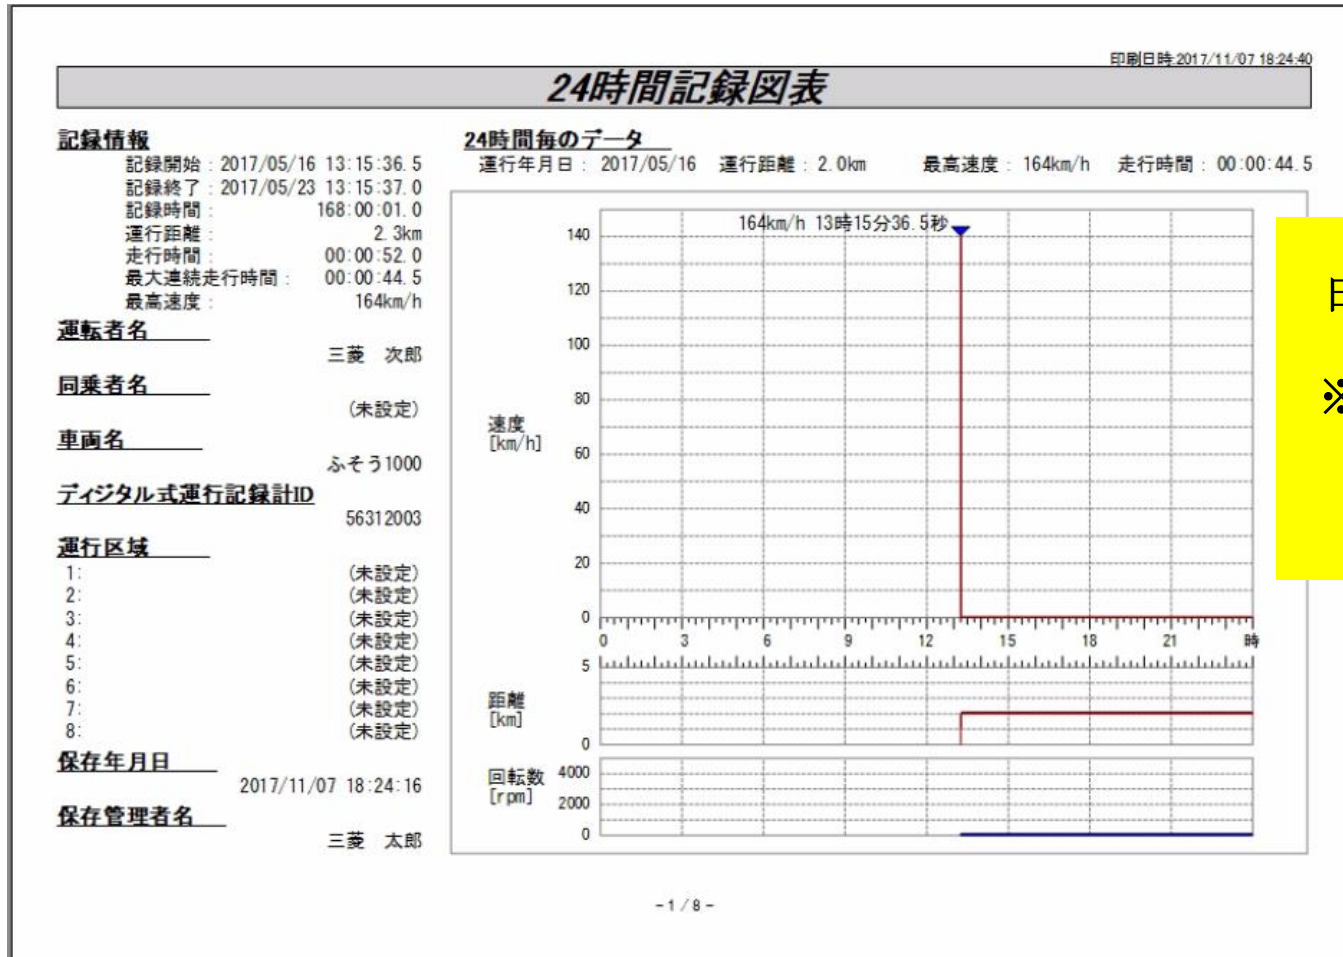 印刷日時:2017/11/07 18:24:40
24時間記録図表
記録情報
記録開始 : 2017/05/16 13:15:36.5
記録終了 : 2017/05/23 13:15:37.0
記録時間 : 168:00:01.0
運行距離 : 2.3km
走行時間 : 00:00:52.0
最大連続走行時間 : 00:00:44.5
最高速度 : 164km/h
運転者名
三菱 次郎
同乗者名
(未設定)
車両名
ふそう1000
ディジタル式運行記録計ID
56312003
運行区域
1: (未設定)
2: (未設定)
3: (未設定)
4: (未設定)
5: (未設定)
6: (未設定)
7: (未設定)
8: (未設定)
保存年月日
2017/11/07 18:24:16
保存管理者名
三菱 太郎
24時間毎のデータ
運行年月日 : 2017/05/16 運行距離 : 2.0km 最高速度 : 164km/h 走行時間 : 00:00:44.5
164km/h 13時15分36.5秒
速度
[km/h]
140
120
100
80
60
40
20
0
0 3 6 9 12 15 18 21 時
距離
[km]
5
0
回転数
[rpm]
4000
2000
0
※
-1/8-